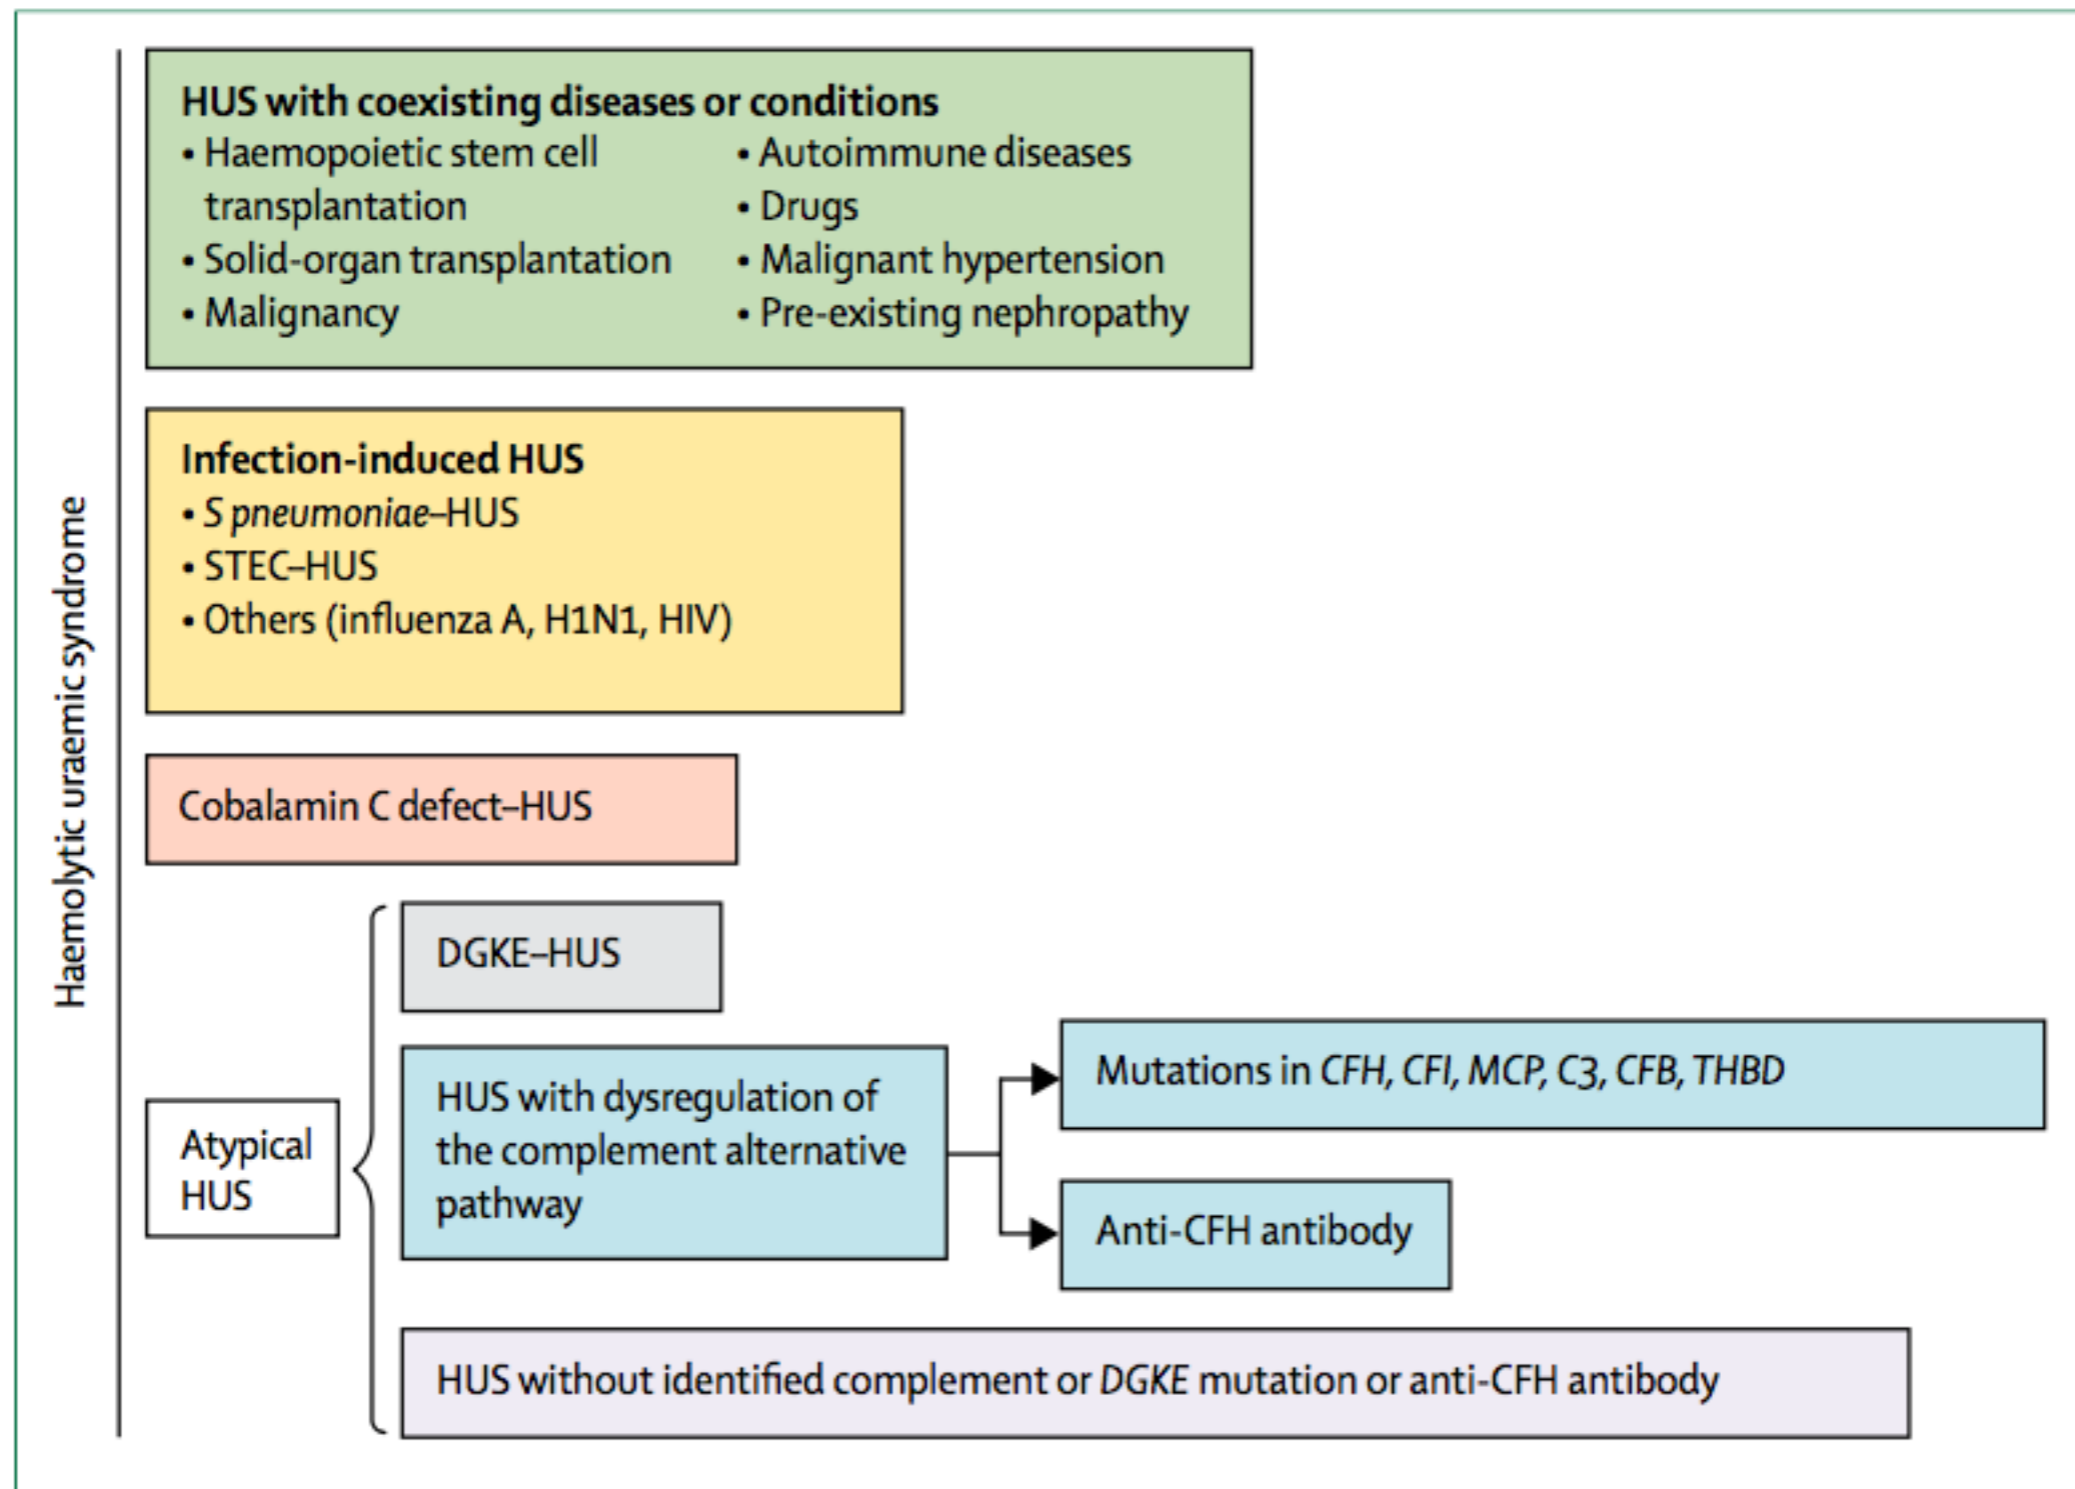 Haemolytic uraemic syndrome
HUS with coexisting diseases or conditions
• Haemopoietic stem cell
transplantation
• Solid-organ transplantation
• Malignancy
• Autoimmune diseases
• Drugs
• Malignant hypertension
• Pre-existing nephropathy
Infection-induced HUS
• S pneumoniae–HUS
• STEC–HUS
• Others (influenza A, H1N1, HIV)
Cobalamin C defect–HUS
Atypical
HUS
DGKE–HUS
HUS with dysregulation of
the complement alternative
pathway
Mutations in CFH, CFI, MCP, C3, CFB, THBD
Anti-CFH antibody
HUS without identified complement or DGKE mutation or anti-CFH antibody